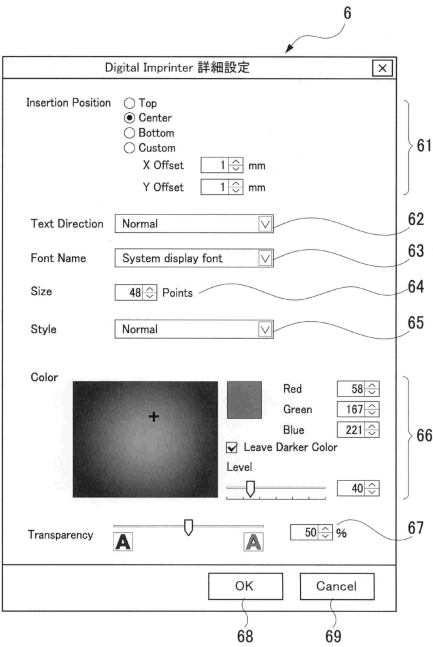 6
Digital Imprinter 詳細設定
Insertion Position
Top
Center
Bottom
Custom
X Offset 1 mm
Y Offset 1 mm
61
Text Direction Normal 62
Font Name System display font 63
Size 48 Points 64
Style Normal 65
Color
Red 58
Green 167
Blue 221
Leave Darker Color
Level
40
66
Transparency A A 50 % 67
OK Cancel
68 69